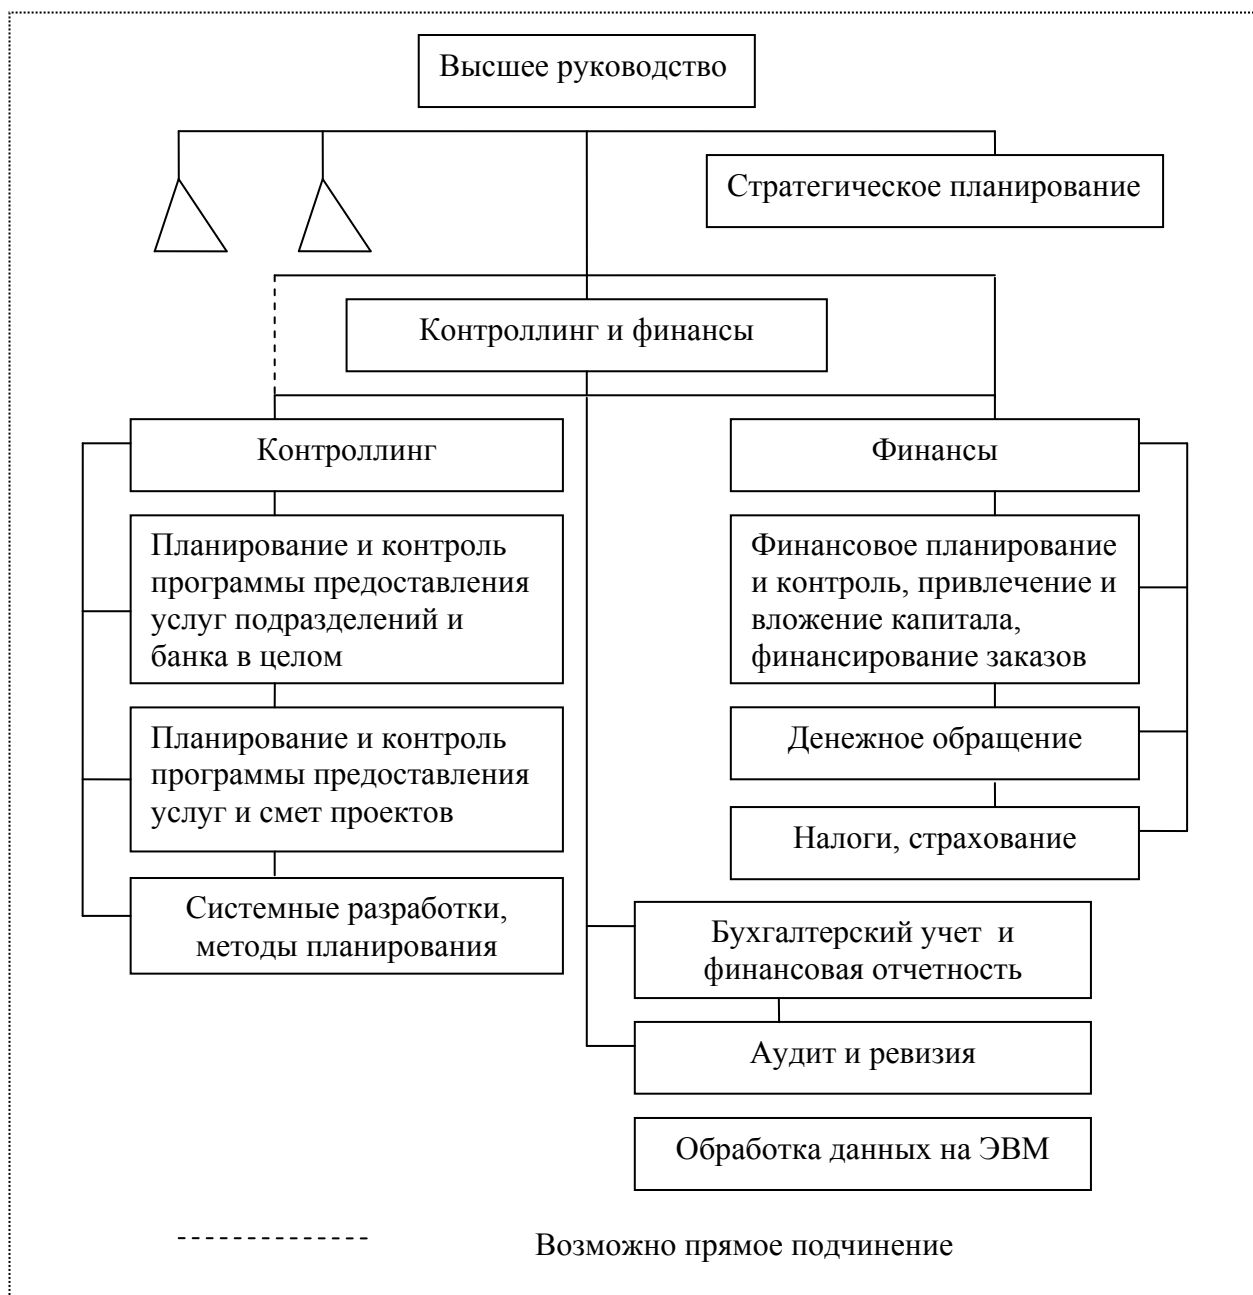 Высшее руководство
Стратегическое планирование
Контроллинг и финансы
Контроллинг
Финансы
Планирование и контроль
программы предоставления
услуг подразделений и
банка в целом
Финансовое планирование
и контроль, привлечение и
вложение капитала,
финансирование заказов
Планирование и контроль
программы предоставления
услуг и смет проектов
Денежное обращение
Налоги, страхование
Системные разработки,
методы планирования
Бухгалтерский учет и
финансовая отчетность
Аудит и ревизия
Обработка данных на ЭВМ
Возможно прямое подчинение